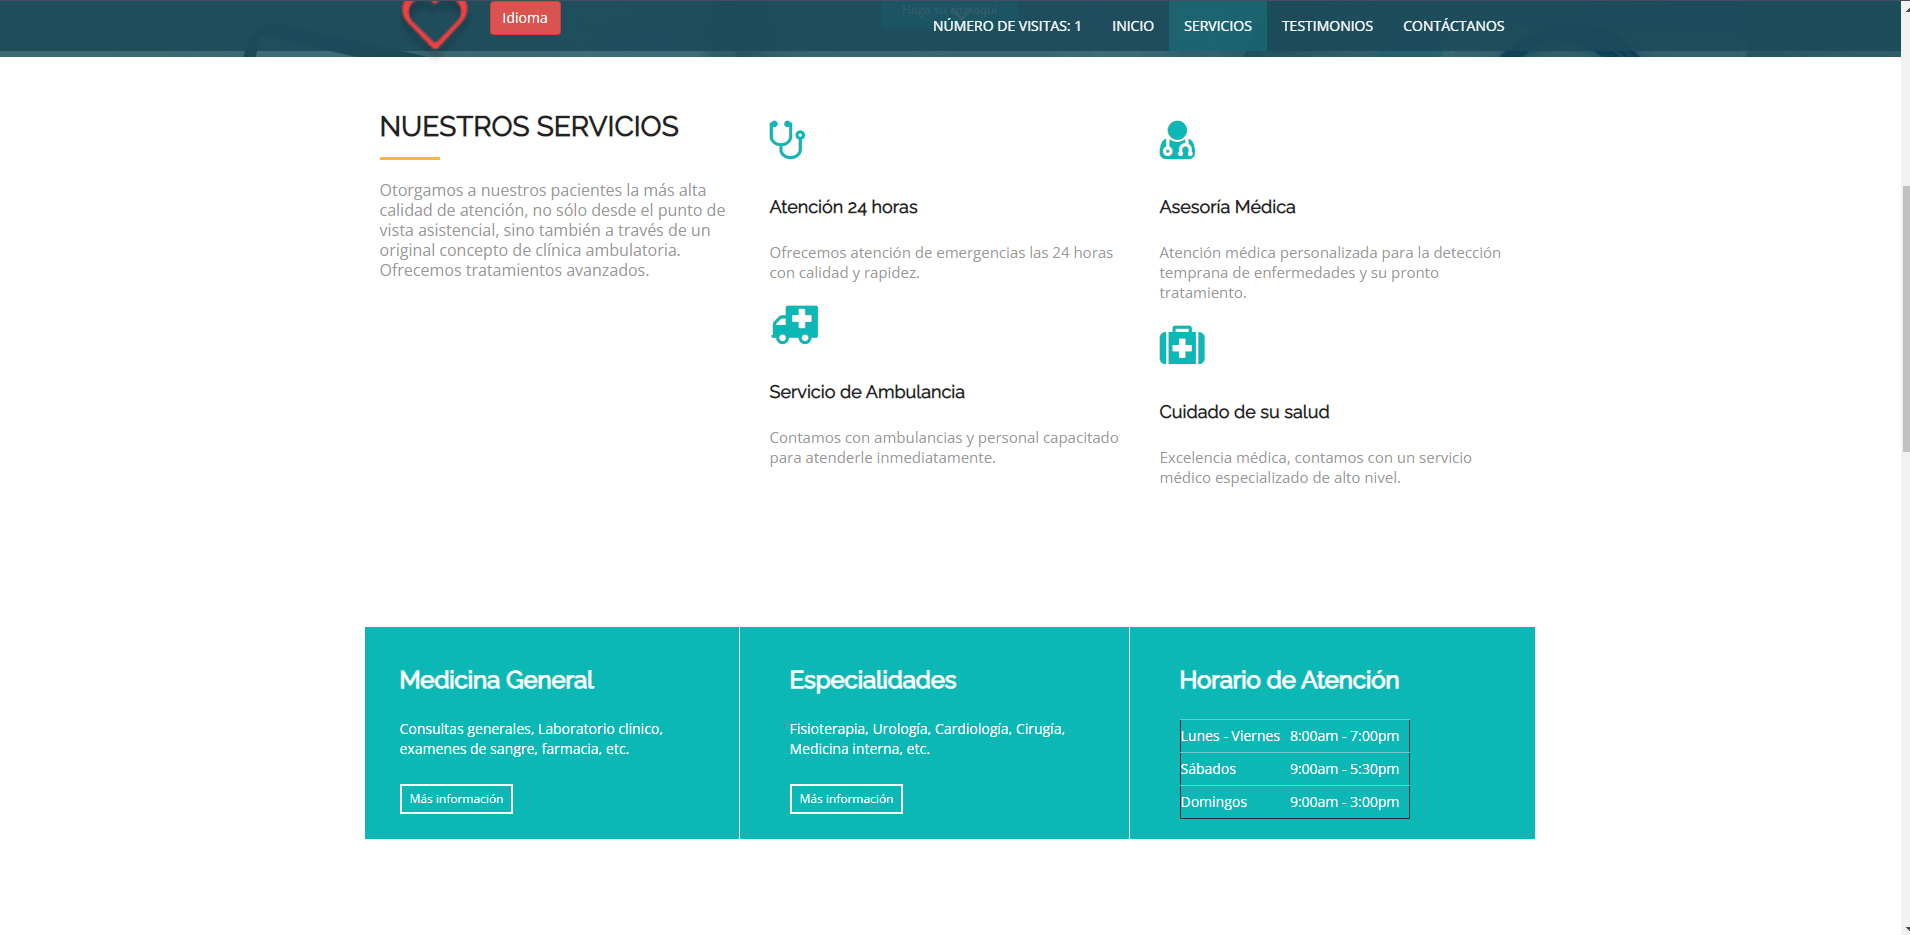 Idioma
Haga su cita aquí
NÚMERO DE VISITAS: 1
INICIO
SERVICIOS
TESTIMONIOS
CONTÁCTANOS
NUESTROS SERVICIOS
Otorgamos a nuestros pacientes la más alta
calidad de atención, no sólo desde el punto de
vista asistencial, sino también a través de un
original concepto de clínica ambulatoria.
Ofrecemos tratamientos avanzados.
Atención 24 horas
Ofrecemos atención de emergencias las 24 horas
con calidad y rapidez.
Servicio de Ambulancia
Contamos con ambulancias y personal capacitado
para atenderle inmediatamente.
Asesoría Médica
Atención médica personalizada para la detección
temprana de enfermedades y su pronto
tratamiento.
Cuidado de su salud
Excelencia médica, contamos con un servicio
médico especializado de alto nivel.
Medicina General
Consultas generales, Laboratorio clínico,
examenes de sangre, farmacia, etc.
Más información
Especialidades
Fisioterapia, Urología, Cardiología, Cirugía,
Medicina interna, etc.
Más información
Horario de Atención
Lunes - Viernes 8:00am - 7:00pm
Sábados 9:00am - 5:30pm
Domingos 9:00am - 3:00pm